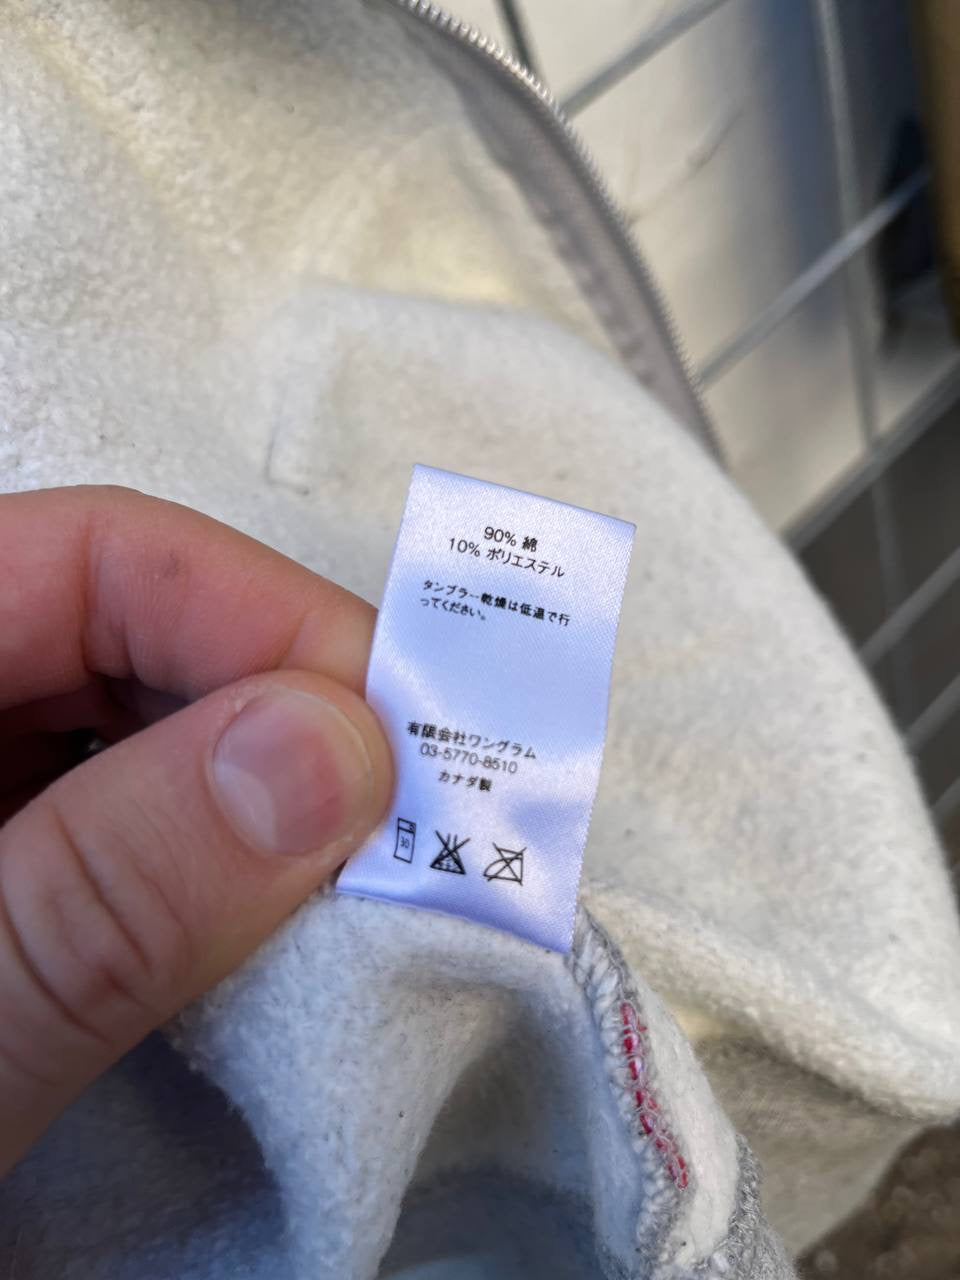 90% 綿
10% ポリエステル
タンブラー乾燥は低温で行
ってください。
有限会社ワングラム
03-5770-8510
カナダ製
30